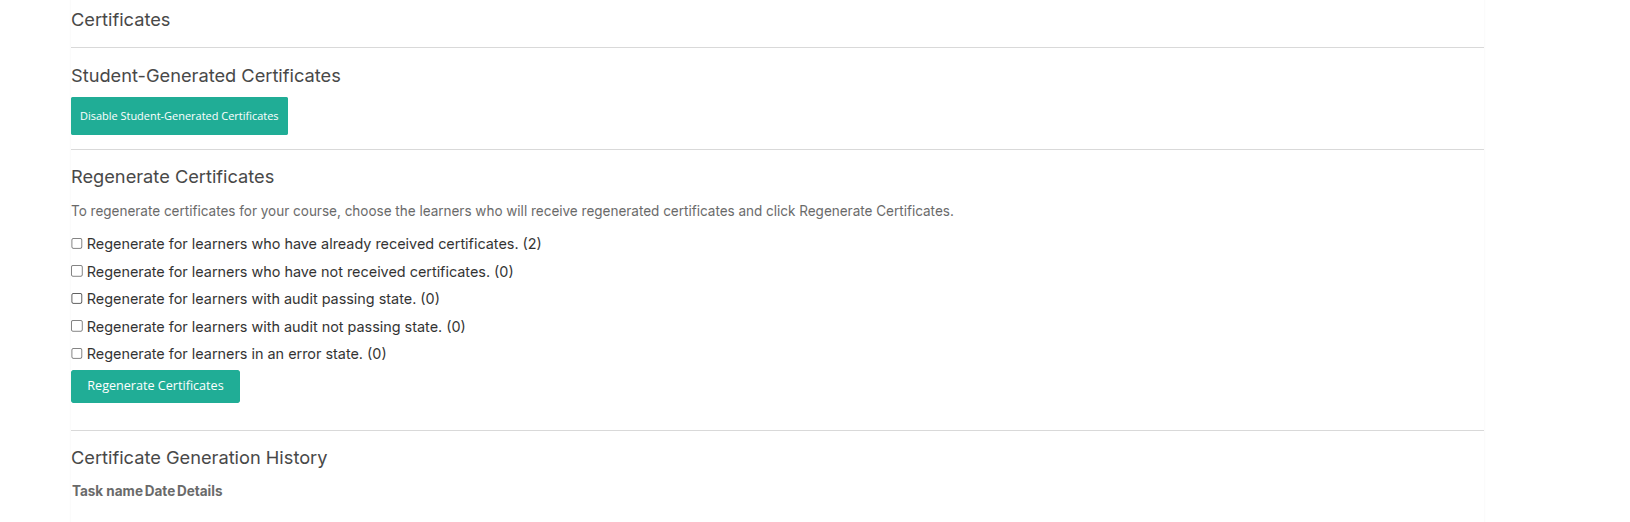 Certificates
Student-Generated Certificates
Disable Student-Generated Certificates
Regenerate Certificates
To regenerate certificates for your course, choose the learners who will receive regenerated certificates and click Regenerate Certificates.
Regenerate for learners who have already received certificates. (2)
Regenerate for learners who have not received certificates. (0)
Regenerate for learners with audit passing state. (0)
Regenerate for learners with audit not passing state. (0)
Regenerate for learners in an error state. (0)
Regenerate Certificates
Certificate Generation History
Task name Date Details